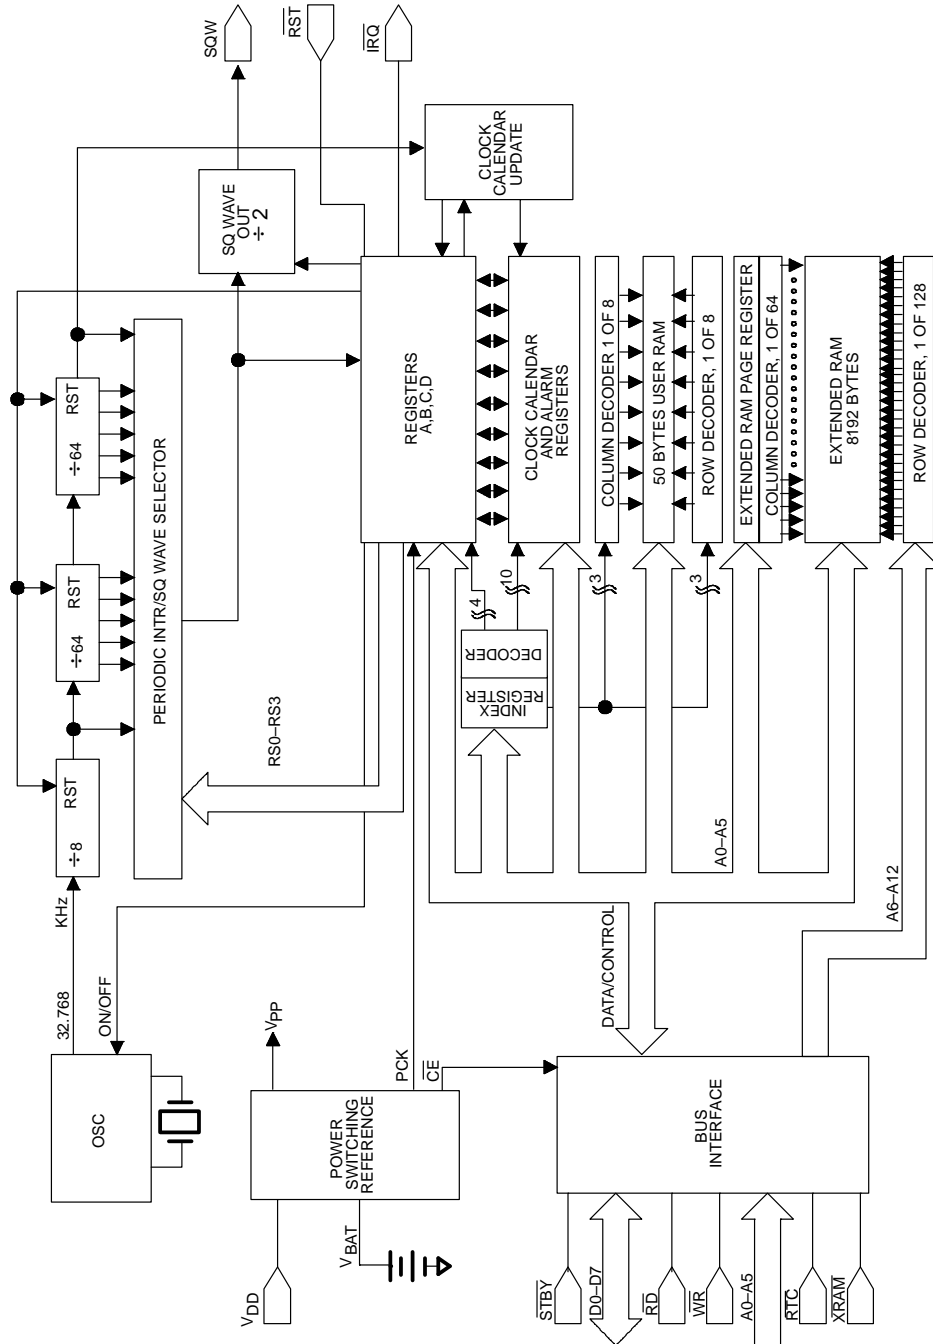 SQW
RST
IRQ
CLOCK
CALENDAR
UPDATE
SQ WAVE
OUT
÷ 2
÷64
RST
÷64
RST
÷8
RST
PERIODIC INTR/SQ WAVE SELECTOR
REGISTERS
A,B,C,D
CLOCK CALENDAR
AND ALARM
REGISTERS
COLUMN DECODER 1 OF 8
50 BYTES USER RAM
ROW DECODER, 1 OF 8
EXTENDED RAM PAGE REGISTER
COLUMN DECODER, 1 OF 64
EXTENDED RAM
8192 BYTES
ROW DECODER, 1 OF 128
RS0–RS3
4
10
3
3
DECODER
INDEX
REGISTER
A0–A5
A6–A12
DATA/CONTROL
32.768
KHz
ON/OFF
OSC
VPP
PCK
CE
POWER
SWITCHING
REFERENCE
VDD
VBAT
BUS
INTERFACE
STBY
D0–D7
RD
WR
A0–A5
RTC
XRAM